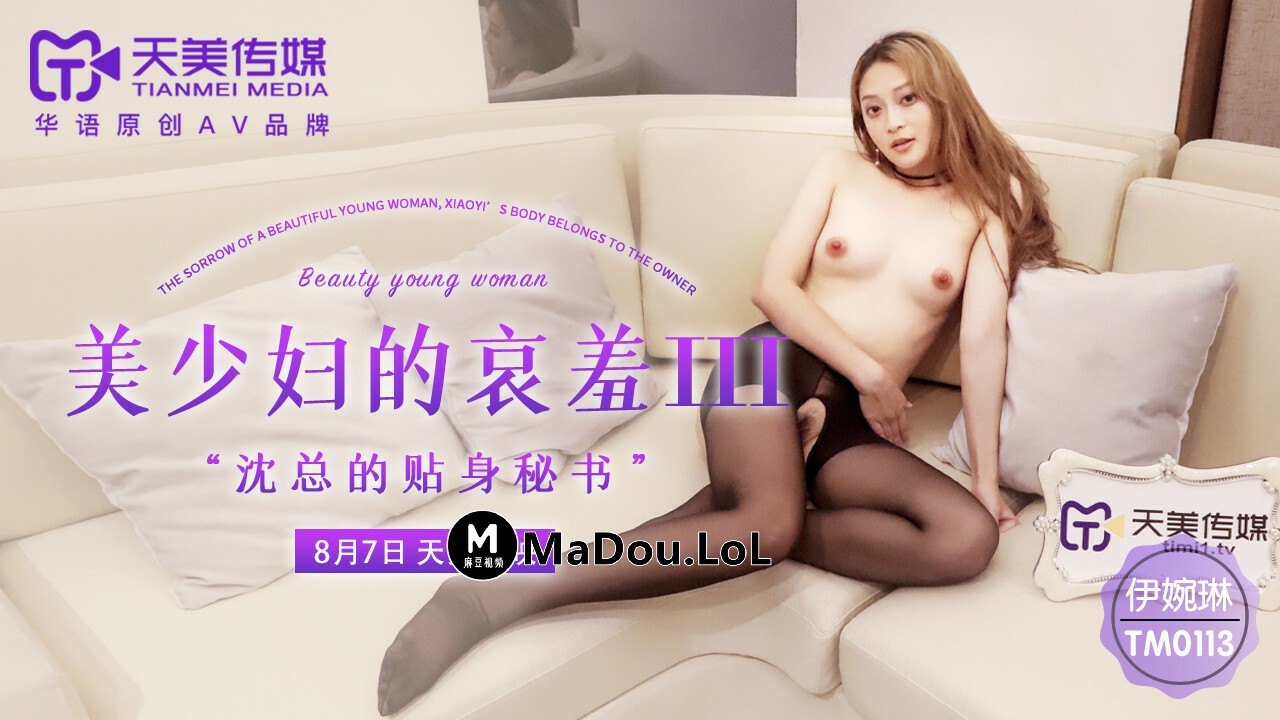 天美传媒
TIANMEI MEDIA
华语原创AV品牌
THE SORROW OF A BEAUTIFUL YOUNG WOMAN, XIAOYI'S BODY BELONGS TO THE OWNER
Beauty young woman
美少妇的哀羞III
“沈总的贴身秘书”
8月7日 天
M
麻豆视频
MaDou.LoL
天美传媒
timi1.tv
伊婉琳
TM0113